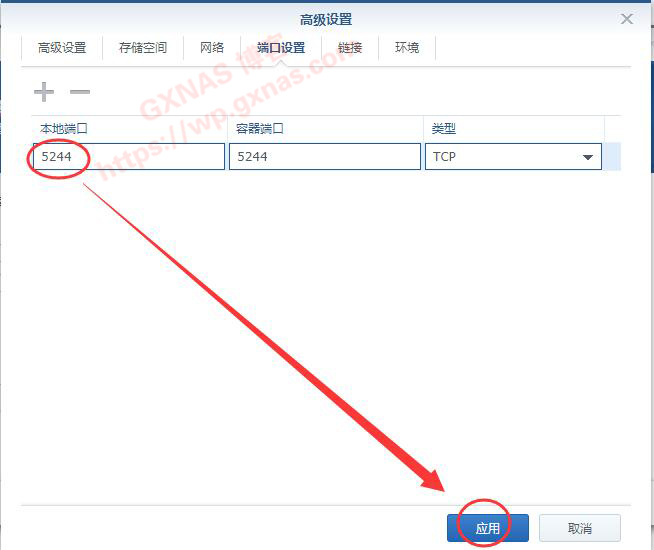 高级设置
高级设置 存储空间 网络 端口设置 链接 环境
GXNAS 博客
https://wp.gxnas.com
本地端口 容器端口 类型
5244 5244 TCP
应用 取消